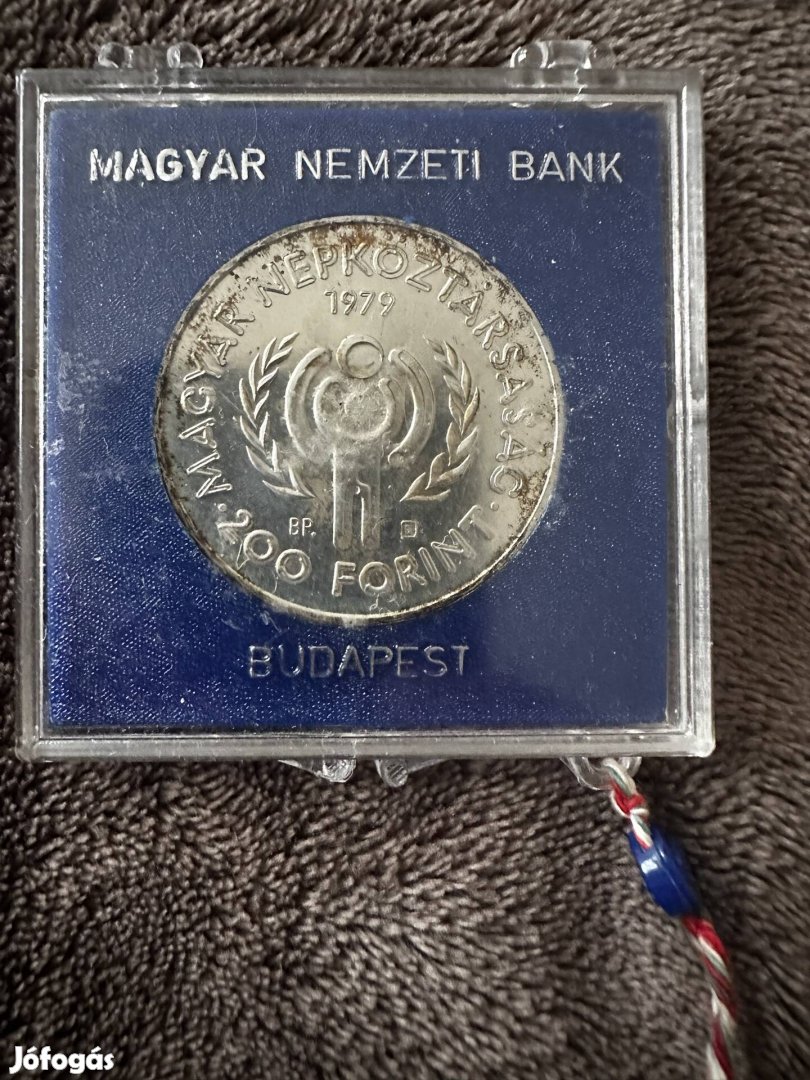 MAGYAR NEMZETI BANK
MAGYAR NÉPKÖZTÁRSASÁG
1979
BP.
200 FORINT
BUDAPEST
Jófogás